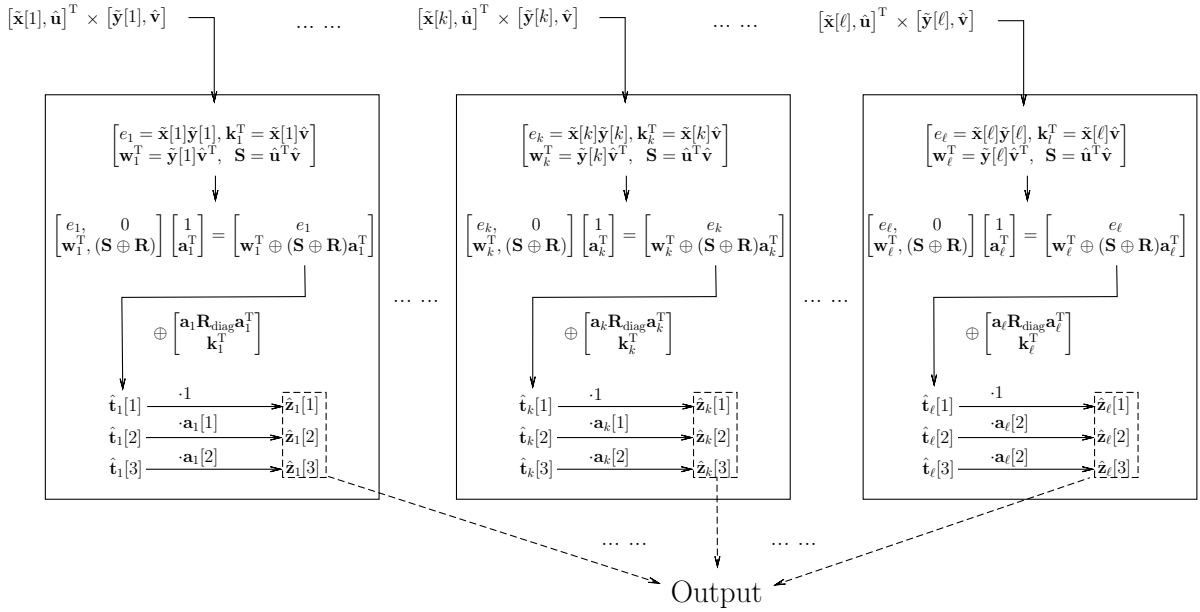 [x̃[1], û]ᵀ × [ỹ[1], v̂]
... ...
[x̃[k], û]ᵀ × [ỹ[k], v̂]
... ...
[x̃[ℓ], û]ᵀ × [ỹ[ℓ], v̂]
[e₁ = x̃[1]ỹ[1], k₁ᵀ = x̃[1]v̂
w₁ᵀ = ỹ[1]v̂ᵀ, S = ûᵀv̂]
[e₁, 0; w₁ᵀ, (S ⊕ R)] [1; a₁ᵀ] = [e₁; w₁ᵀ ⊕ (S ⊕ R)a₁ᵀ]
⊕ [a₁R_diag a₁ᵀ; k₁ᵀ]
t̂₁[1] ·1 ẑ₁[1]
t̂₁[2] ·a₁[1] ẑ₁[2]
t̂₁[3] ·a₁[2] ẑ₁[3]
... ...
[e_k = x̃[k]ỹ[k], k_kᵀ = x̃[k]v̂
w_kᵀ = ỹ[k]v̂ᵀ, S = ûᵀv̂]
[e_k, 0; w_kᵀ, (S ⊕ R)] [1; a_kᵀ] = [e_k; w_kᵀ ⊕ (S ⊕ R)a_kᵀ]
⊕ [a_k R_diag a_kᵀ; k_kᵀ]
t̂_k[1] ·1 ẑ_k[1]
t̂_k[2] ·a_k[1] ẑ_k[2]
t̂_k[3] ·a_k[2] ẑ_k[3]
... ...
[e_ℓ = x̃[ℓ]ỹ[ℓ], k_lᵀ = x̃[ℓ]v̂
w_ℓᵀ = ỹ[ℓ]v̂ᵀ, S = ûᵀv̂]
[e_ℓ, 0; w_ℓᵀ, (S ⊕ R)] [1; a_ℓᵀ] = [e_ℓ; w_ℓᵀ ⊕ (S ⊕ R)a_ℓᵀ]
⊕ [a_ℓ R_diag a_ℓᵀ; k_ℓᵀ]
t̂_ℓ[1] ·1 ẑ_ℓ[1]
t̂_ℓ[2] ·a_ℓ[2] ẑ_ℓ[2]
t̂_ℓ[3] ·a_ℓ[2] ẑ_ℓ[3]
... ...
... ...
Output